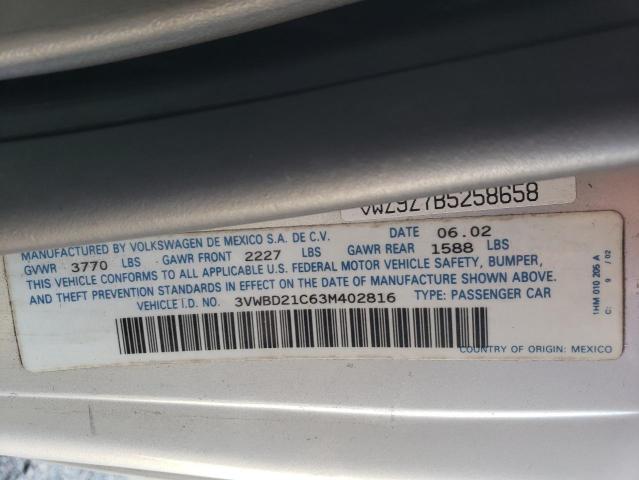 VWZ9Z7B5258658
MANUFACTURED BY VOLKSWAGEN DE MEXICO S.A. DE C.V. DATE 06.02
GVWR 3770 LBS GAWR FRONT 2227 LBS GAWR REAR 1588 LBS
THIS VEHICLE CONFORMS TO ALL APPLICABLE U.S. FEDERAL MOTOR VEHICLE SAFETY, BUMPER,
AND THEFT PREVENTION STANDARDS IN EFFECT ON THE DATE OF MANUFACTURE SHOWN ABOVE.
VEHICLE I.D. NO. 3VWBD21C63M402816 TYPE: PASSENGER CAR
COUNTRY OF ORIGIN: MEXICO
1HM 010 205 A
C: 9 / 02